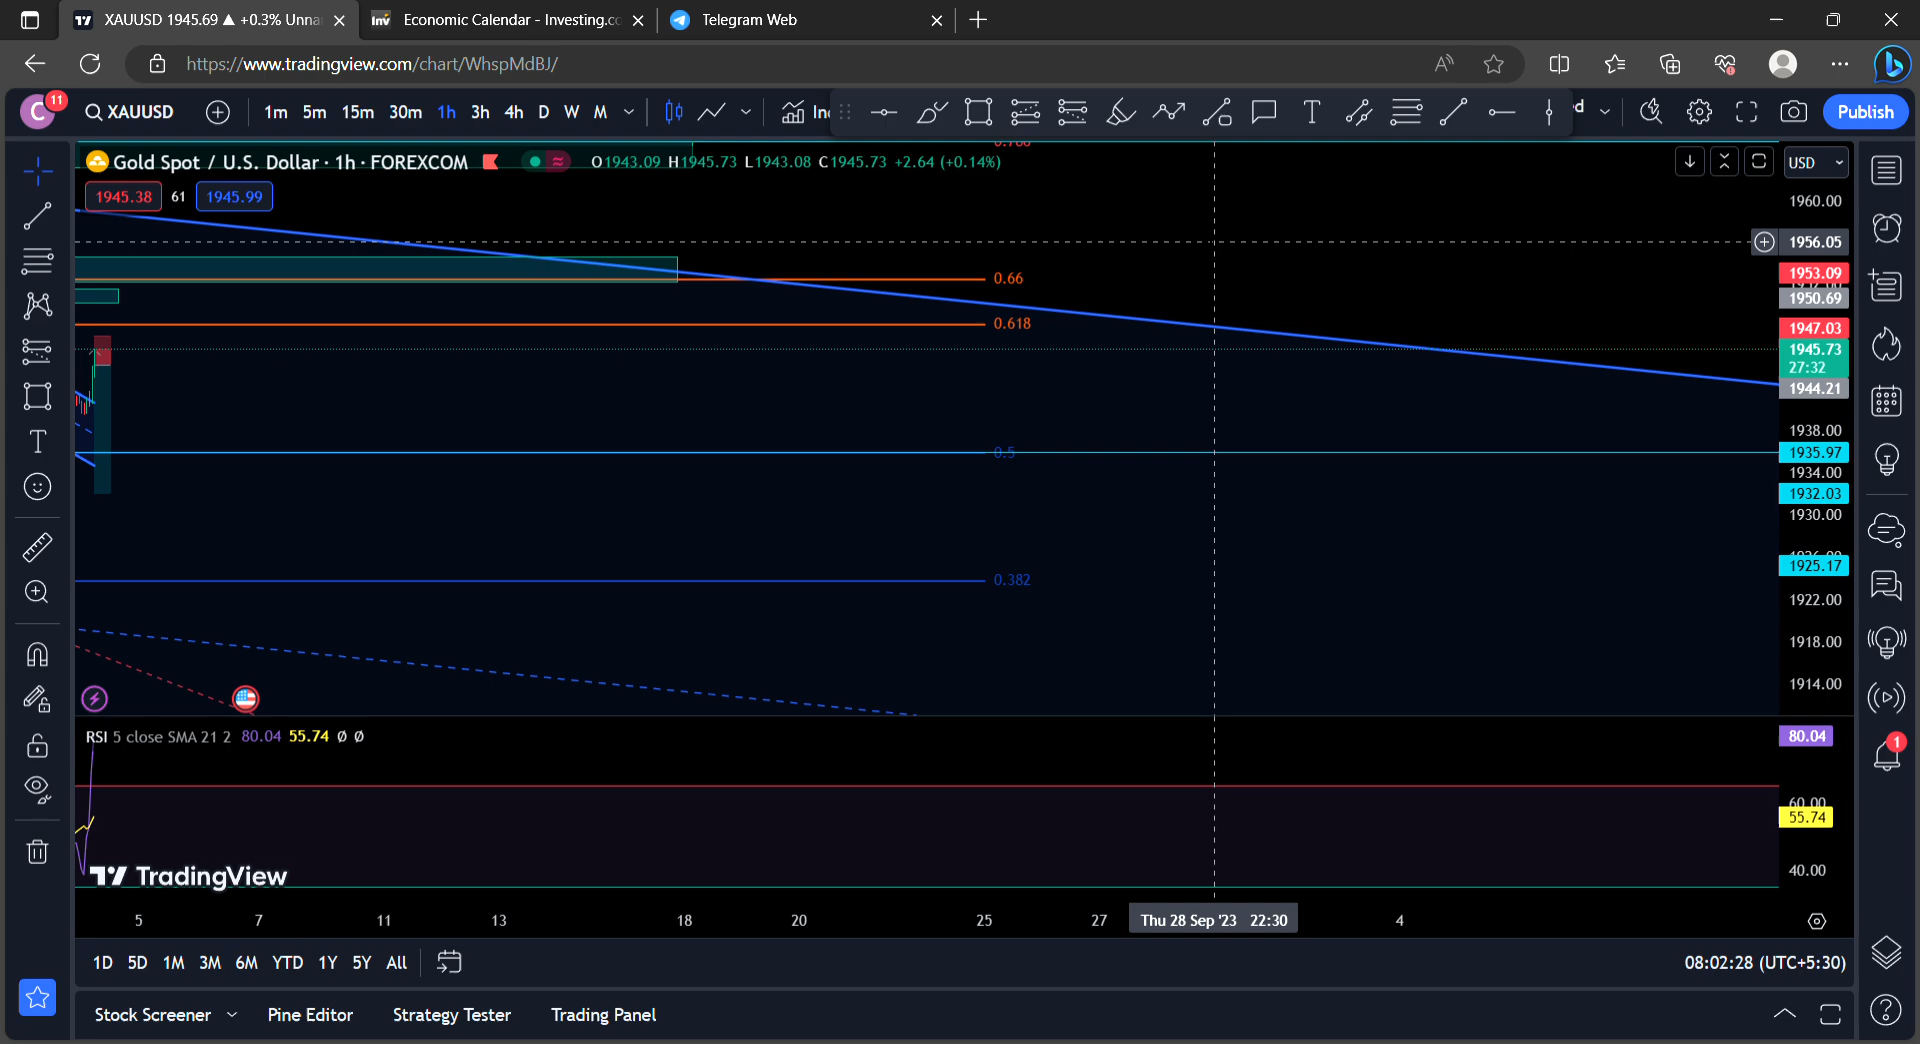 XAUUSD 1945.69 ▲ +0.3% Unna
Economic Calendar - Investing.co
Telegram Web
https://www.tradingview.com/chart/WhspMdBJ/
C 11
XAUUSD 1m 5m 15m 30m 1h 3h 4h D W M Publish
Gold Spot / U.S. Dollar · 1h · FOREXCOM O1943.09 H1945.73 L1943.08 C1945.73 +2.64 (+0.14%)
USD
1945.38 61 1945.99
1960.00
1956.05
0.66
1953.09
1950.69
0.618
1947.03
1945.73
27:32
1944.21
1938.00
0.5
1935.97
1934.00
1932.03
1930.00
1925.17
0.382
1922.00
1918.00
1914.00
RSI 5 close SMA 21 2 80.04 55.74 Ø Ø
80.04
60.00
55.74
40.00
TradingView
5 7 11 13 18 20 25 27 Thu 28 Sep '23 22:30 4
1D 5D 1M 3M 6M YTD 1Y 5Y All
08:02:28 (UTC+5:30)
1
Stock Screener Pine Editor Strategy Tester Trading Panel